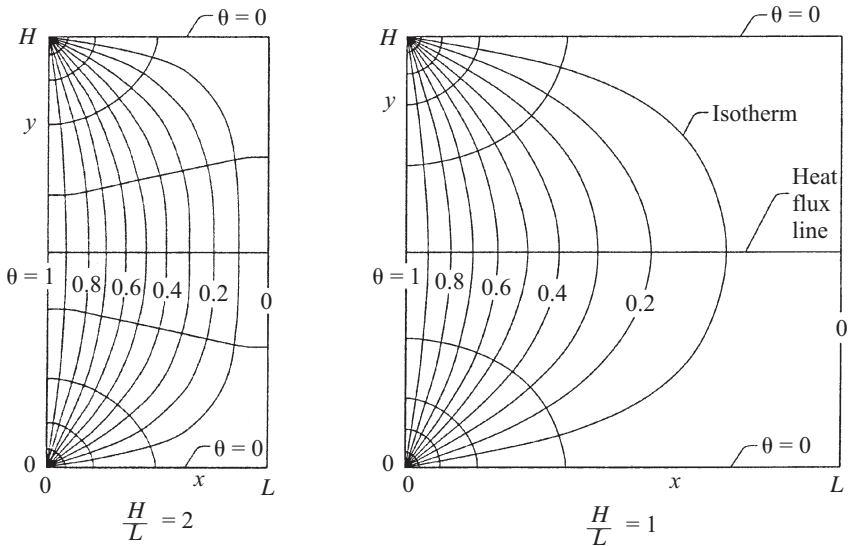 θ = 0
H
y
θ = 1 0.8 0.6 0.4 0.2 0
0
θ = 0
0 x L
H/L = 2
θ = 0
H
y
Isotherm
Heat
flux
line
θ = 1 0.8 0.6 0.4 0.2 0
0
θ = 0
0 x L
H/L = 1